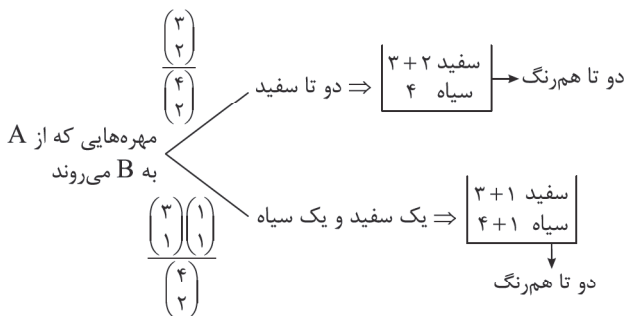 (۳ ۲)/(۴ ۲)
دو تا سفید ⇒ سفید ۳+۲ → دو تا هم‌رنگ
سیاه ۴
مهره‌هایی که از A
به B می‌روند
یک سفید و یک سیاه ⇒ سفید ۳+۱
سیاه ۴+۱
(۳ ۱)(۱ ۱)/(۴ ۲)
دو تا هم‌رنگ